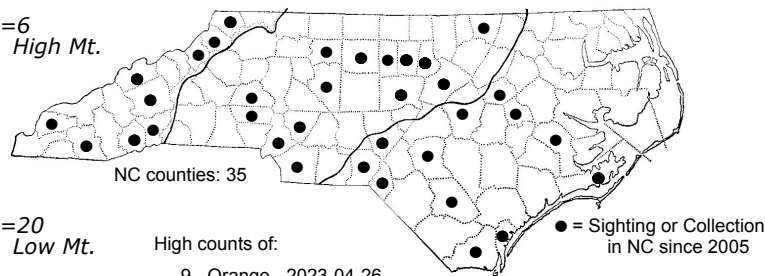 =6
High Mt.
NC counties: 35
=20
Low Mt.
High counts of:
● = Sighting or Collection
in NC since 2005
9 - Orange - 2023-04-26